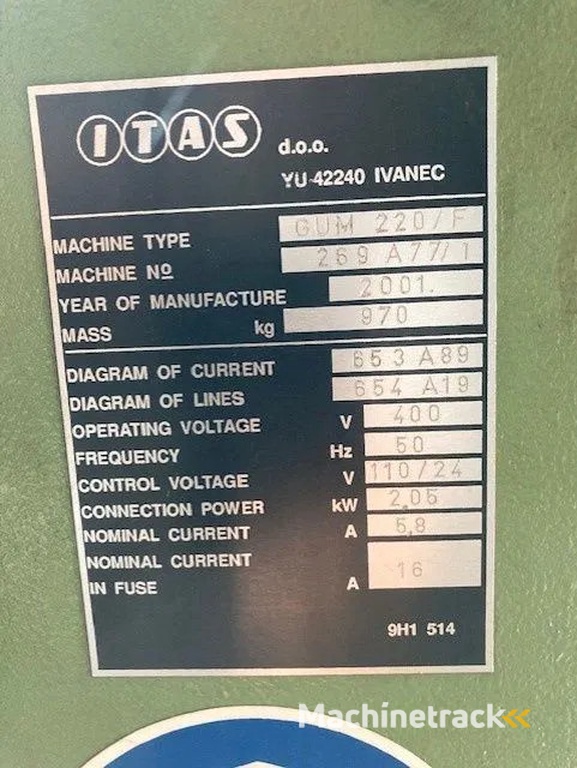 ITAS d.o.o.
YU-42240 IVANEC
MACHINE TYPE GUM 220/F
MACHINE Nº 269 A77/1
YEAR OF MANUFACTURE 2001.
MASS kg 970
DIAGRAM OF CURRENT 653 A89
DIAGRAM OF LINES 654 A19
OPERATING VOLTAGE V 400
FREQUENCY Hz 50
CONTROL VOLTAGE V 110/24
CONNECTION POWER kW 2,05
NOMINAL CURRENT A 5,8
NOMINAL CURRENT
IN FUSE A 16
9H1 514
Machinetrack